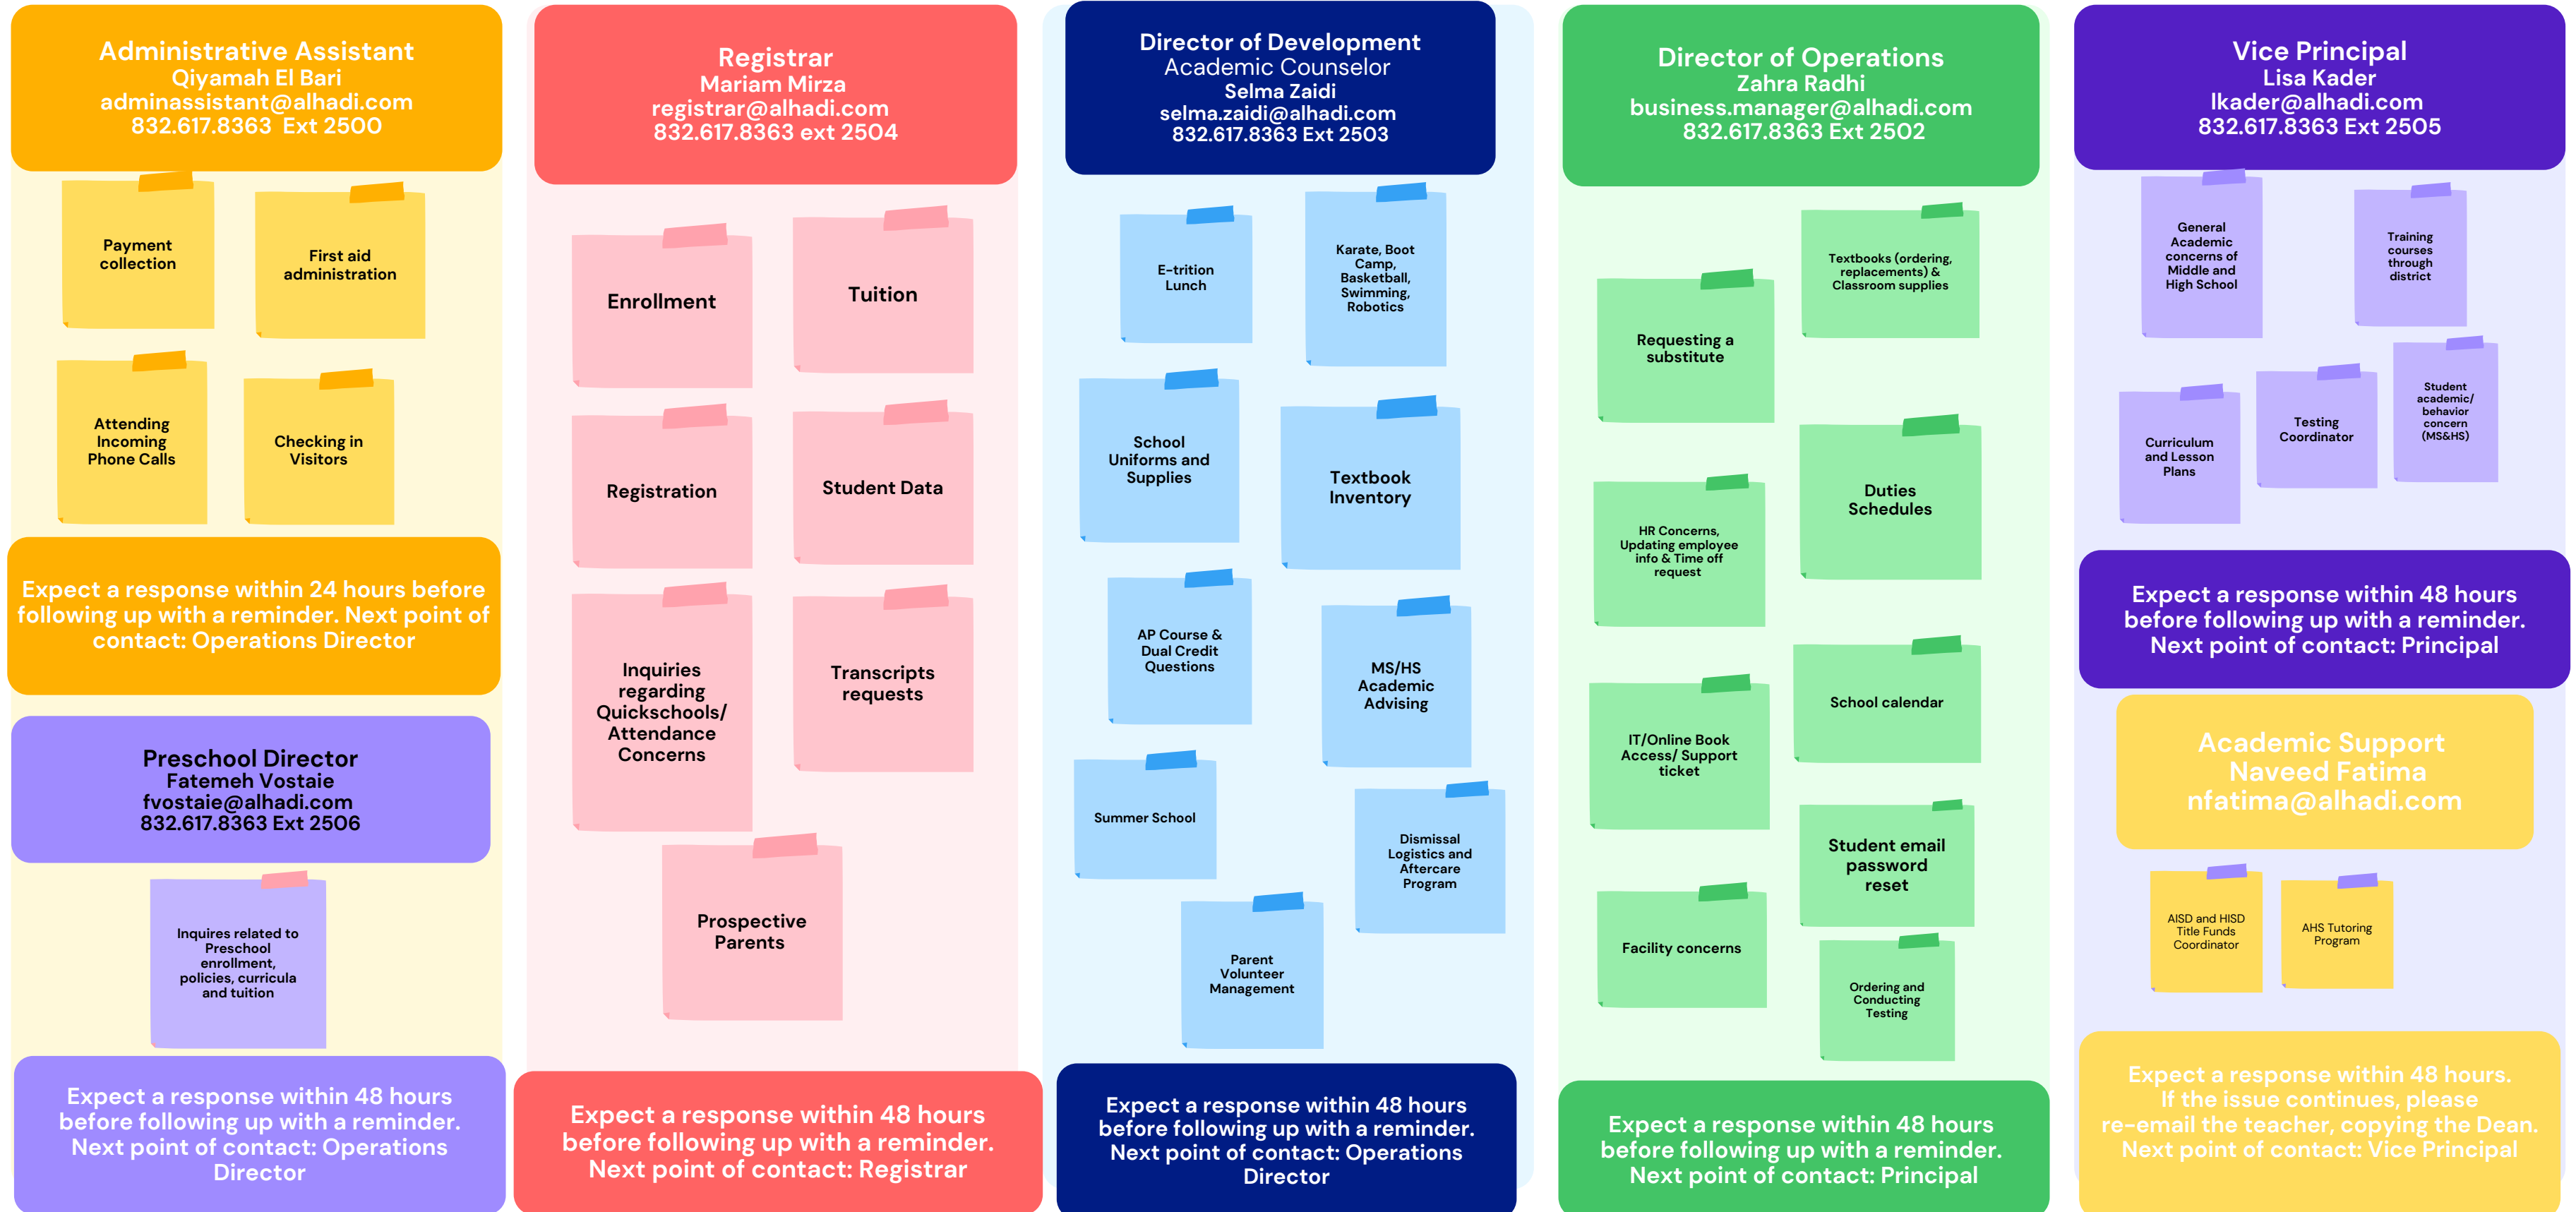 Administrative Assistant
Qiyamah El Bari
adminassistant@alhadi.com
832.617.8363 Ext 2500
Payment
collection
First aid
administration
Attending
Incoming
Phone Calls
Checking in
Visitors
Expect a response within 24 hours before
following up with a reminder. Next point of
contact: Operations Director
Preschool Director
Fatemeh Vostaie
fvostaie@alhadi.com
832.617.8363 Ext 2506
Inquires related to
Preschool
enrollment,
policies, curricula
and tuition
Expect a response within 48 hours
before following up with a reminder.
Next point of contact: Operations
Director
Registrar
Mariam Mirza
registrar@alhadi.com
832.617.8363 ext 2504
Enrollment
Tuition
Registration
Student Data
Inquiries
regarding
Quickschools/
Attendance
Concerns
Transcripts
requests
Prospective
Parents
Expect a response within 48 hours
before following up with a reminder.
Next point of contact: Registrar
Director of Development
Academic Counselor
Selma Zaidi
selma.zaidi@alhadi.com
832.617.8363 Ext 2503
E-trition
Lunch
Karate, Boot
Camp,
Basketball,
Swimming,
Robotics
School
Uniforms and
Supplies
Textbook
Inventory
AP Course &
Dual Credit
Questions
MS/HS
Academic
Advising
Summer School
Dismissal
Logistics and
Aftercare
Program
Parent
Volunteer
Management
Expect a response within 48 hours
before following up with a reminder.
Next point of contact: Operations
Director
Director of Operations
Zahra Radhi
business.manager@alhadi.com
832.617.8363 Ext 2502
Textbooks (ordering,
replacements) &
Classroom supplies
Requesting a
substitute
Duties
Schedules
HR Concerns,
Updating employee
info & Time off
request
School calendar
IT/Online Book
Access/ Support
ticket
Student email
password
reset
Facility concerns
Ordering and
Conducting
Testing
Expect a response within 48 hours
before following up with a reminder.
Next point of contact: Principal
Vice Principal
Lisa Kader
lkader@alhadi.com
832.617.8363 Ext 2505
General
Academic
concerns of
Middle and
High School
Training
courses
through
district
Curriculum
and Lesson
Plans
Testing
Coordinator
Student
academic/
behavior
concern
(MS&HS)
Expect a response within 48 hours
before following up with a reminder.
Next point of contact: Principal
Academic Support
Naveed Fatima
nfatima@alhadi.com
AISD and HISD
Title Funds
Coordinator
AHS Tutoring
Program
Expect a response within 48 hours.
If the issue continues, please
re-email the teacher, copying the Dean.
Next point of contact: Vice Principal